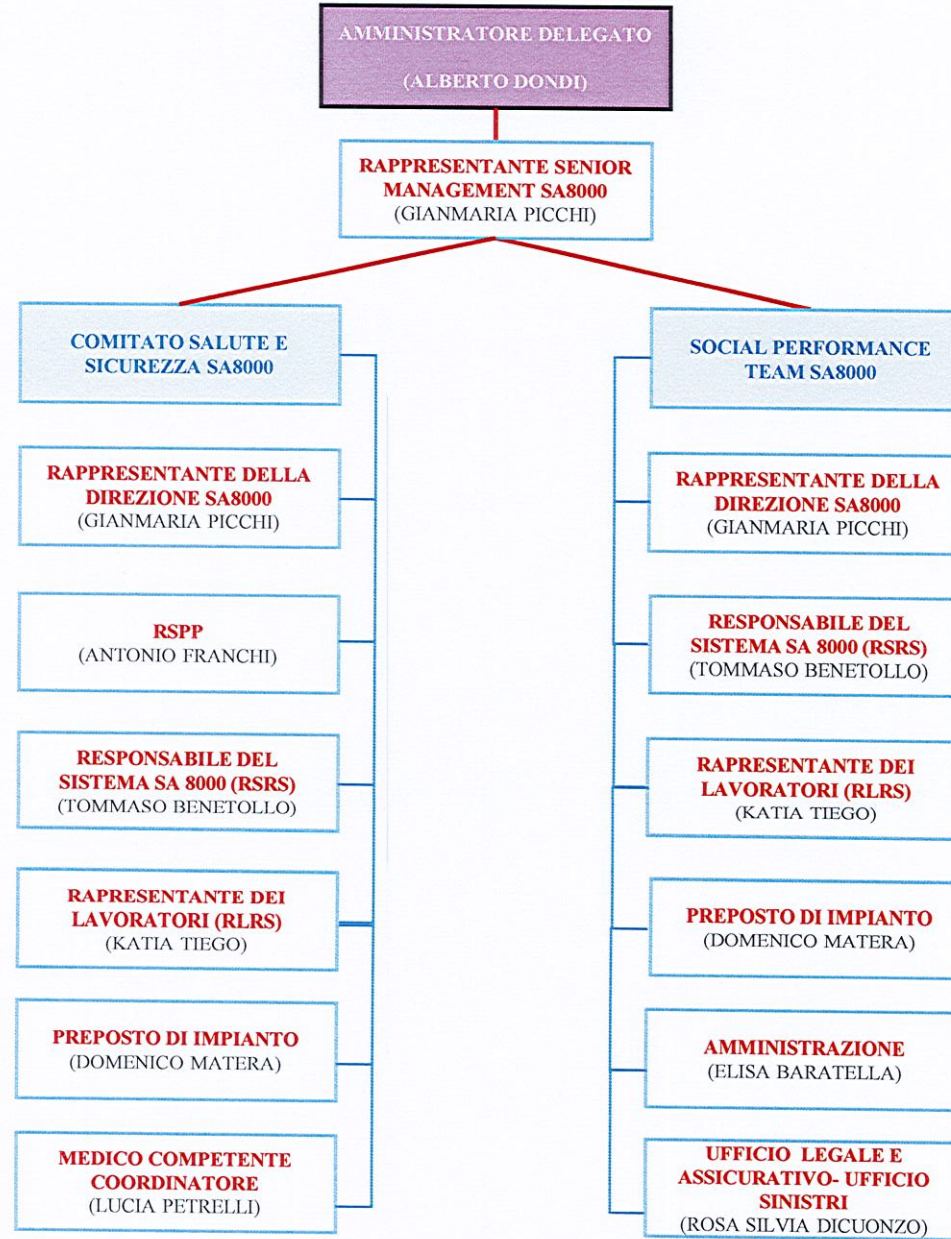 AMMINISTRATORE DELEGATO
(ALBERTO DONDI)
RAPPRESENTANTE SENIOR
MANAGEMENT SA8000
(GIANMARIA PICCHI)
COMITATO SALUTE E
SICUREZZA SA8000
RAPPRESENTANTE DELLA
DIREZIONE SA8000
(GIANMARIA PICCHI)
RSPP
(ANTONIO FRANCHI)
RESPONSABILE DEL
SISTEMA SA 8000 (RSRS)
(TOMMASO BENETOLLO)
RAPRESENTANTE DEI
LAVORATORI (RLRS)
(KATIA TIEGO)
PREPOSTO DI IMPIANTO
(DOMENICO MATERA)
MEDICO COMPETENTE
COORDINATORE
(LUCIA PETRELLI)
SOCIAL PERFORMANCE
TEAM SA8000
RAPPRESENTANTE DELLA
DIREZIONE SA8000
(GIANMARIA PICCHI)
RESPONSABILE DEL
SISTEMA SA 8000 (RSRS)
(TOMMASO BENETOLLO)
RAPRESENTANTE DEI
LAVORATORI (RLRS)
(KATIA TIEGO)
PREPOSTO DI IMPIANTO
(DOMENICO MATERA)
AMMINISTRAZIONE
(ELISA BARATELLA)
UFFICIO LEGALE E
ASSICURATIVO- UFFICIO
SINISTRI
(ROSA SILVIA DICUONZO)